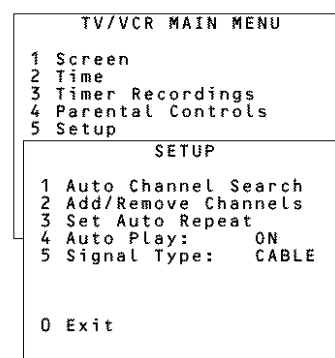 TV/VCR MAIN MENU
1 Screen
2 Time
3 Timer Recordings
4 Parental Controls
5 Setup
SETUP
1 Auto Channel Search
2 Add/Remove Channels
3 Set Auto Repeat
4 Auto Play: ON
5 Signal Type: CABLE
0 Exit